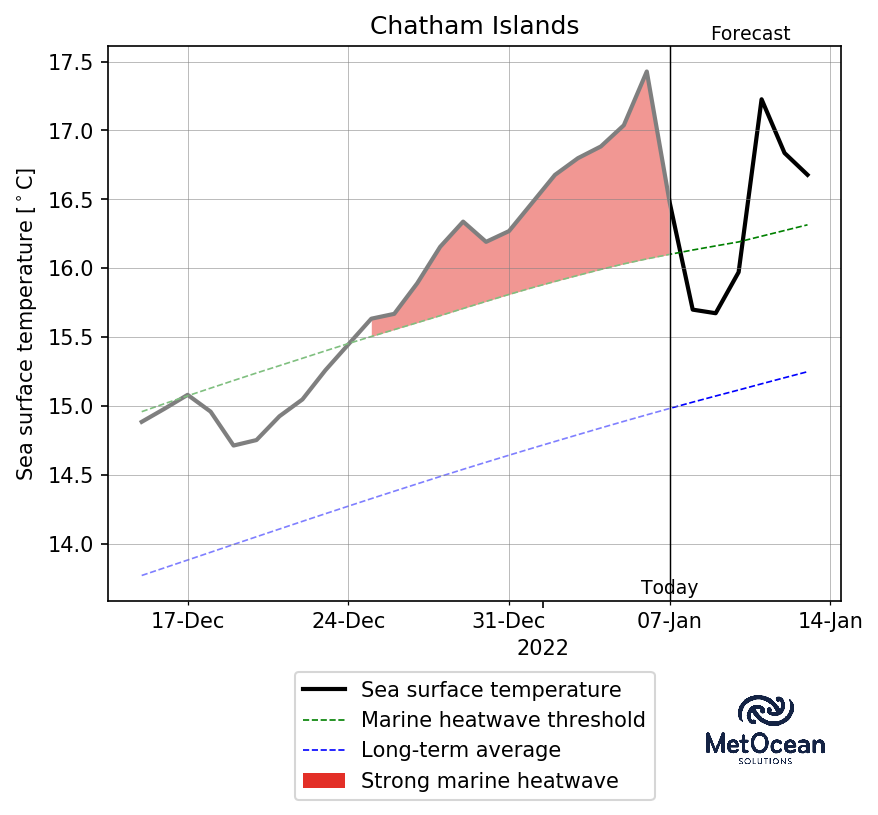 Chatham Islands
Forecast
17.5
17.0
16.5
16.0
15.5
15.0
14.5
14.0
Sea surface temperature [°C]
Today
17-Dec 24-Dec 31-Dec 07-Jan 14-Jan
2022
Sea surface temperature
Marine heatwave threshold
Long-term average
Strong marine heatwave
MetOcean
SOLUTIONS